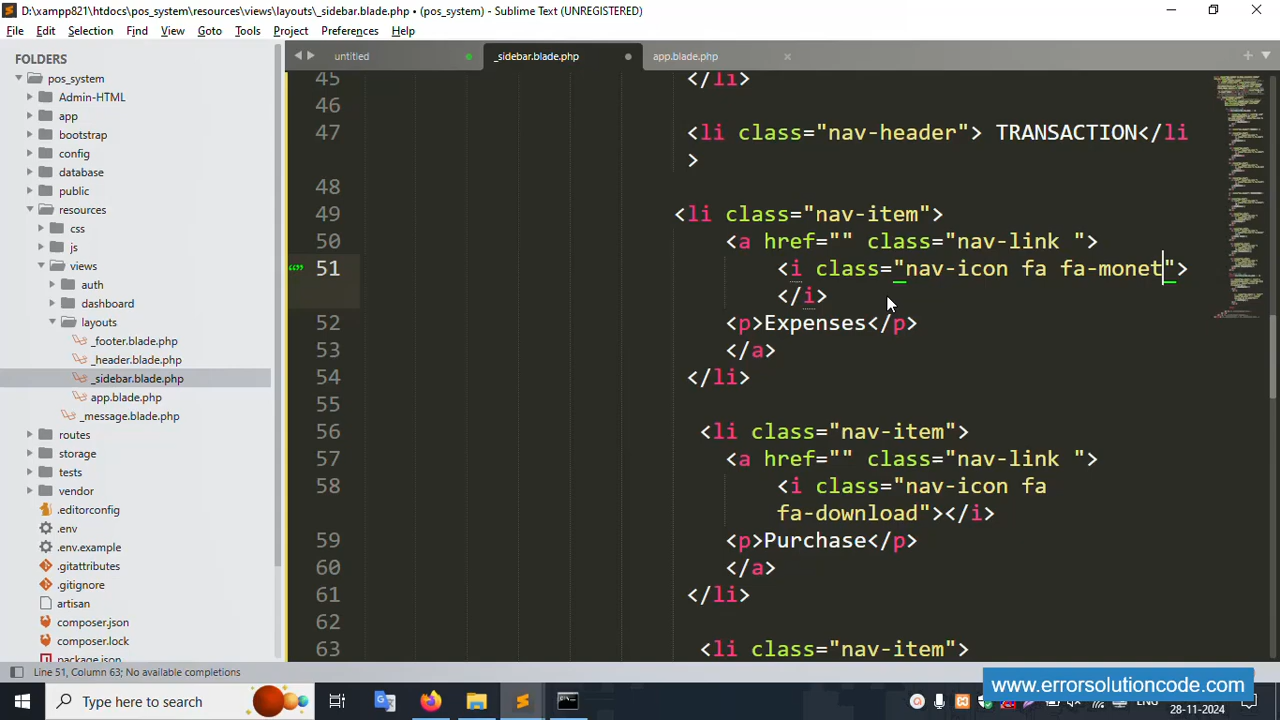 D:\xampp821\htdocs\pos_system\resources\views\layouts\_sidebar.blade.php • (pos_system) - Sublime Text (UNREGISTERED)
File Edit Selection Find View Goto Tools Project Preferences Help
FOLDERS
pos_system
Admin-HTML
app
bootstrap
config
database
public
resources
css
js
views
auth
dashboard
layouts
_footer.blade.php
_header.blade.php
_sidebar.blade.php
app.blade.php
_message.blade.php
routes
storage
tests
vendor
.editorconfig
.env
.env.example
.gitattributes
.gitignore
artisan
composer.json
composer.lock
package.json
untitled _sidebar.blade.php app.blade.php
45 </li>
46
47 <li class="nav-header"> TRANSACTION</li
>
48
49 <li class="nav-item">
50 <a href="" class="nav-link ">
51 <i class="nav-icon fa fa-monet">
</i>
52 <p>Expenses</p>
53 </a>
54 </li>
55
56 <li class="nav-item">
57 <a href="" class="nav-link ">
58 <i class="nav-icon fa
fa-download"></i>
59 <p>Purchase</p>
60 </a>
61 </li>
62
63 <li class="nav-item">
Line 51, Column 63; No available completions
www.errorsolutioncode.com
Type here to search
ENG
28-11-2024